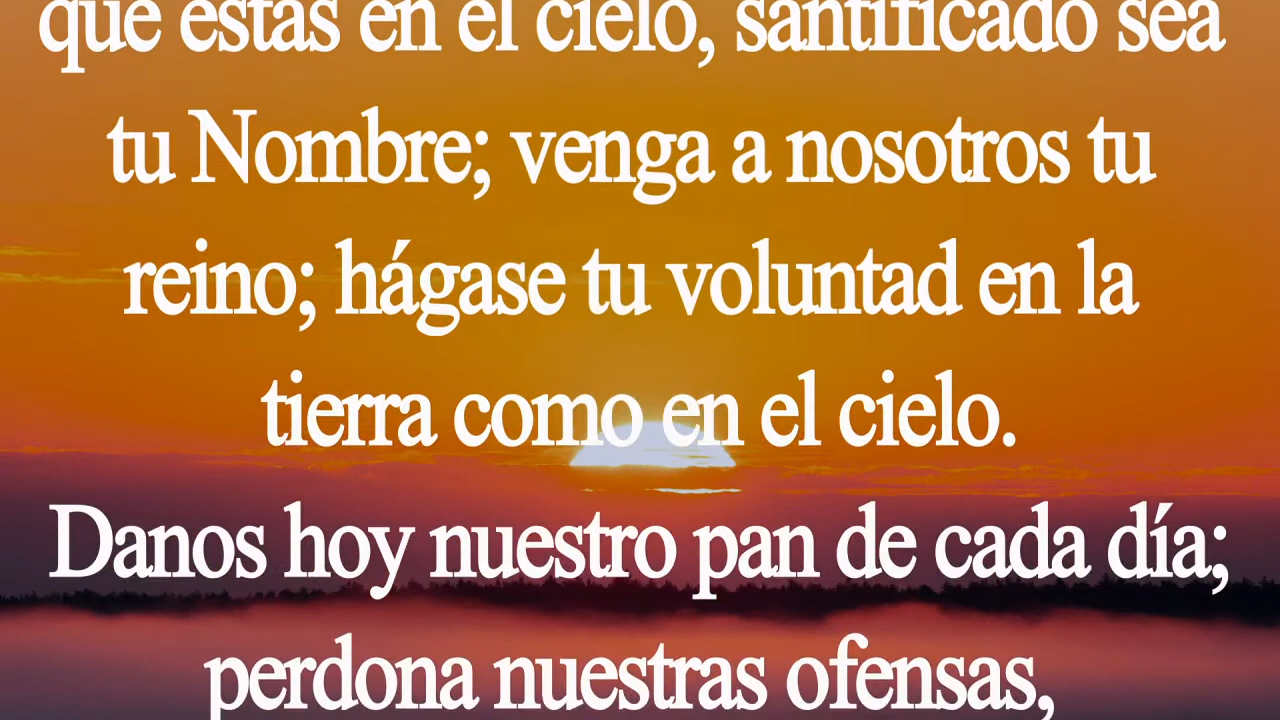 que estás en el cielo, santificado sea
tu Nombre; venga a nosotros tu
reino; hágase tu voluntad en la
tierra como en el cielo.
Danos hoy nuestro pan de cada día;
perdona nuestras ofensas,